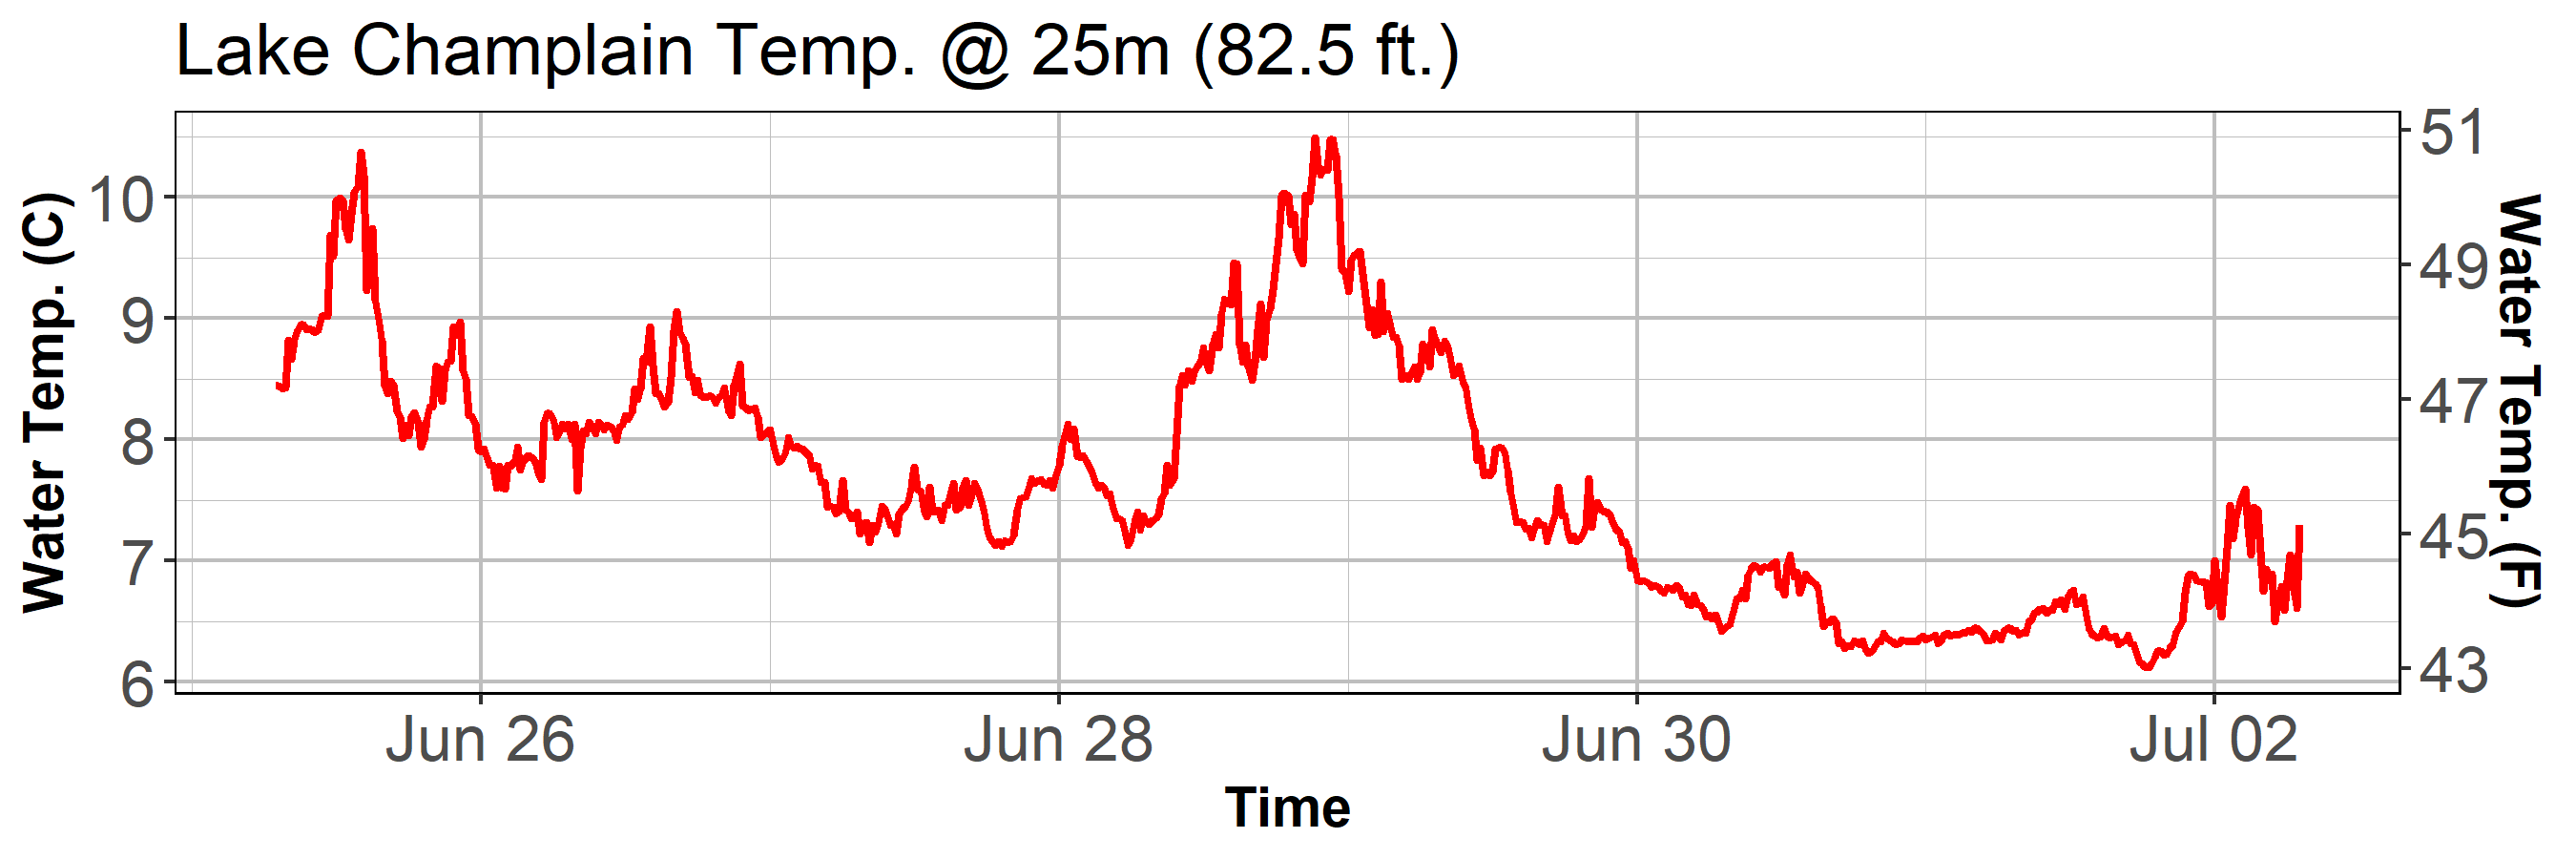 Lake Champlain Temp. @ 25m (82.5 ft.)
Water Temp. (C)
10
9
8
7
6
51
49
47
45
43
Water Temp. (F)
Jun 26
Jun 28
Jun 30
Jul 02
Time